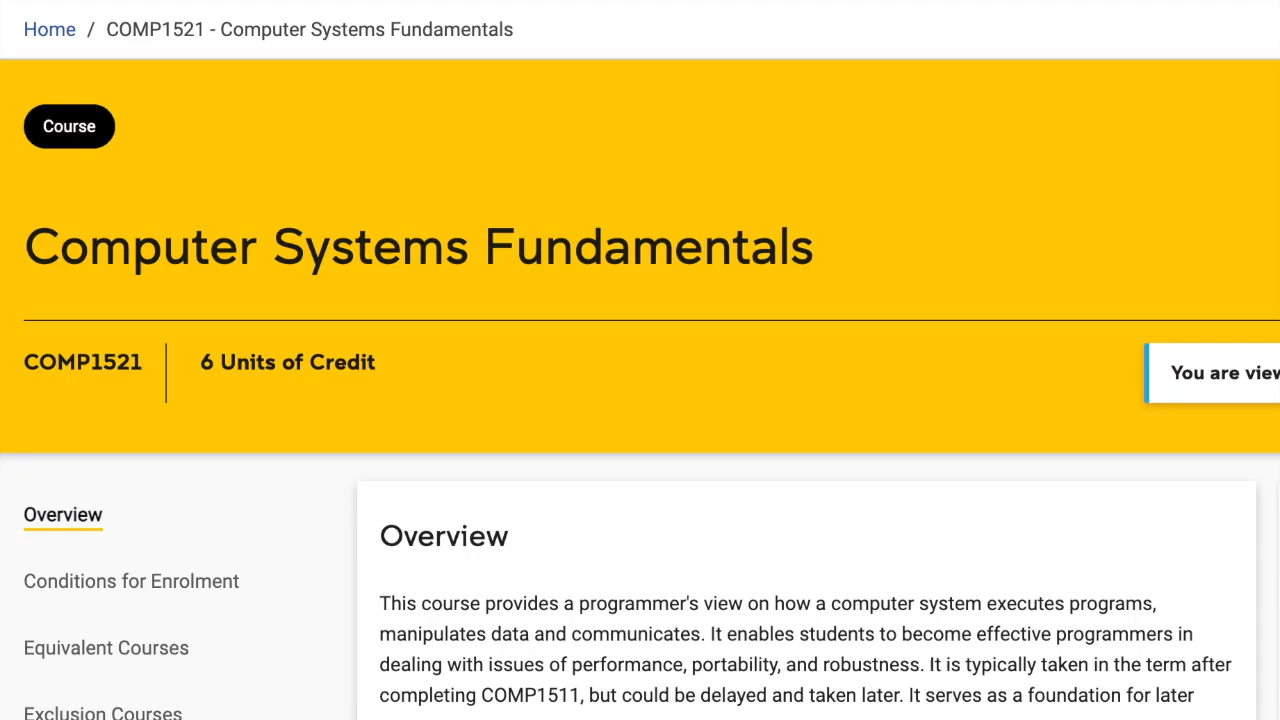 Home / COMP1521 - Computer Systems Fundamentals
Course
Computer Systems Fundamentals
COMP1521
6 Units of Credit
You are view
Overview
Conditions for Enrolment
Equivalent Courses
Exclusion Courses
Overview
This course provides a programmer's view on how a computer system executes programs,
manipulates data and communicates. It enables students to become effective programmers in
dealing with issues of performance, portability, and robustness. It is typically taken in the term after
completing COMP1511, but could be delayed and taken later. It serves as a foundation for later